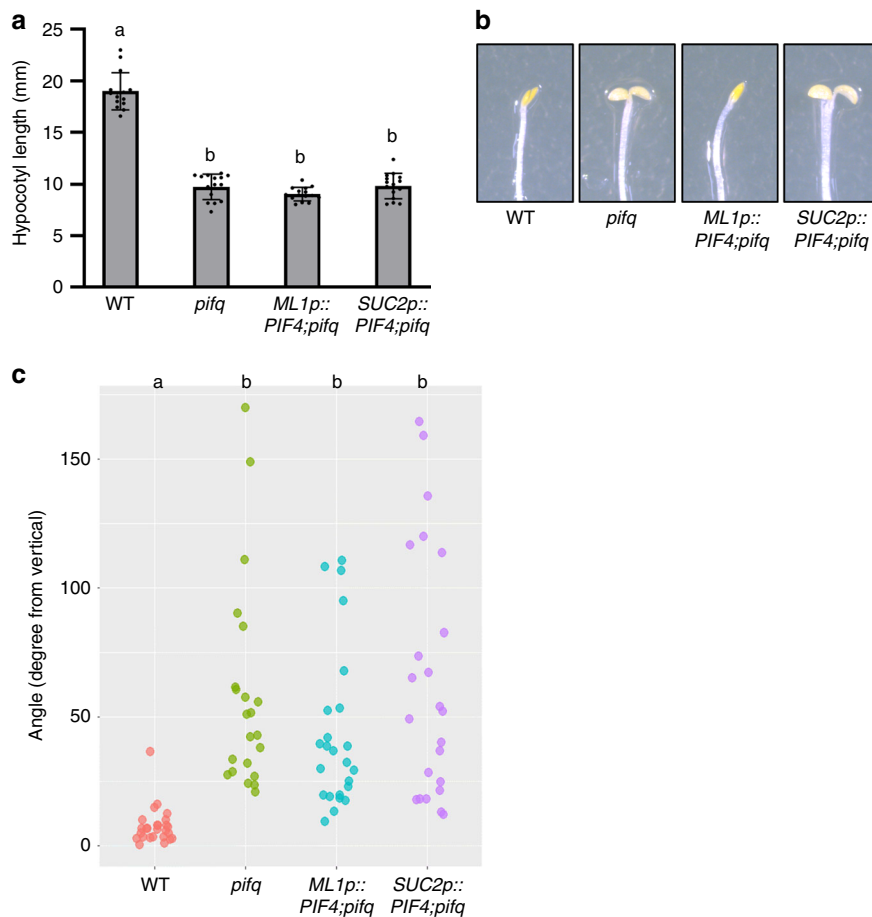 a
a
b
b
b
25
20
15
10
5
0
Hypocotyl length (mm)
WT
pifq
ML1p::
PIF4;pifq
SUC2p::
PIF4;pifq
b
WT
pifq
ML1p::
PIF4;pifq
SUC2p::
PIF4;pifq
c
a
b
b
b
150
100
50
0
Angle (degree from vertical)
WT
pifq
ML1p::
PIF4;pifq
SUC2p::
PIF4;pifq